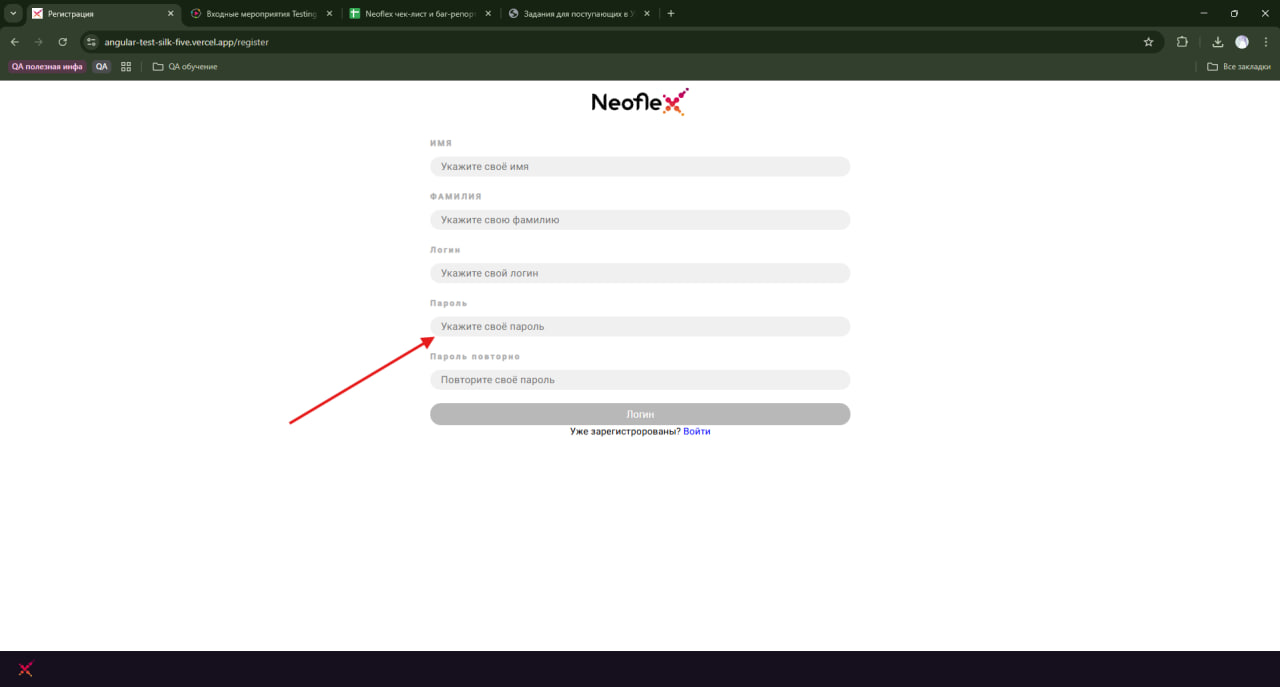 Регистрация
Входные мероприятия Testing
Neoflex чек-лист и баг-репорт
Задания для поступающих в У
angular-test-silk-five.vercel.app/register
QA полезная инфа QA QA обучение Все закладки
Neoflex
ИМЯ
Укажите своё имя
ФАМИЛИЯ
Укажите свою фамилию
Логин
Укажите свой логин
Пароль
Укажите своё пароль
Пароль повторно
Повторите своё пароль
Логин
Уже зарегистророваны? Войти